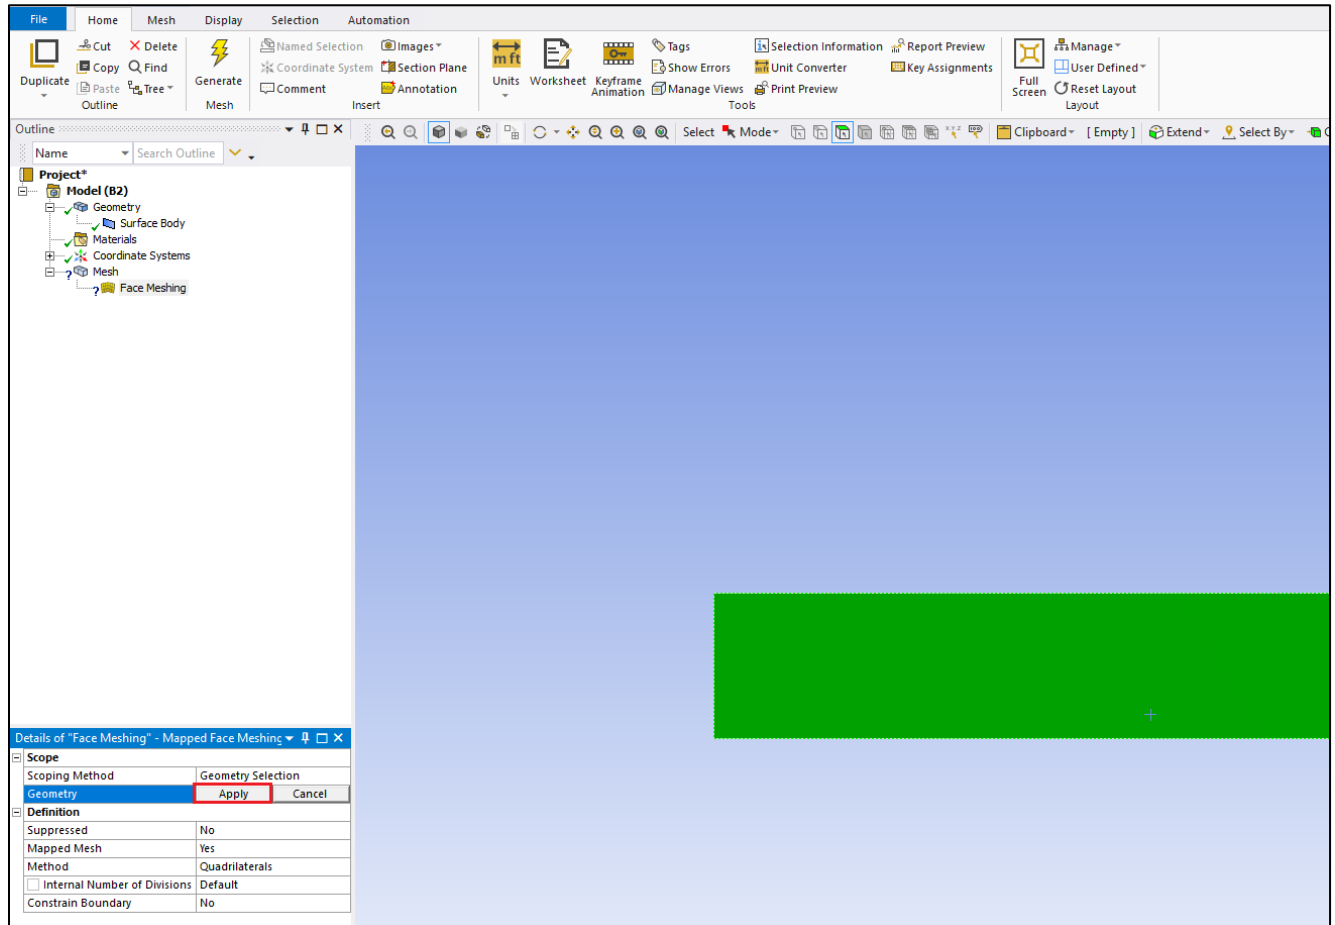 File Home Mesh Display Selection Automation
Duplicate Cut Delete Copy Find Paste Tree Outline
Generate Mesh
Named Selection Images Coordinate System Section Plane Comment Annotation Insert
Units Worksheet Keyframe Animation Tags Show Errors Manage Views Selection Information Unit Converter Print Preview Report Preview Key Assignments Tools
Full Screen Manage User Defined Reset Layout Layout
Outline
Select Mode Clipboard [ Empty ] Extend Select By
Name Search Outline
Project*
Model (B2)
Geometry
Surface Body
Materials
Coordinate Systems
Mesh
Face Meshing
Details of "Face Meshing" - Mapped Face Meshing
Scope
Scoping Method Geometry Selection
Geometry Apply Cancel
Definition
Suppressed No
Mapped Mesh Yes
Method Quadrilaterals
Internal Number of Divisions Default
Constrain Boundary No